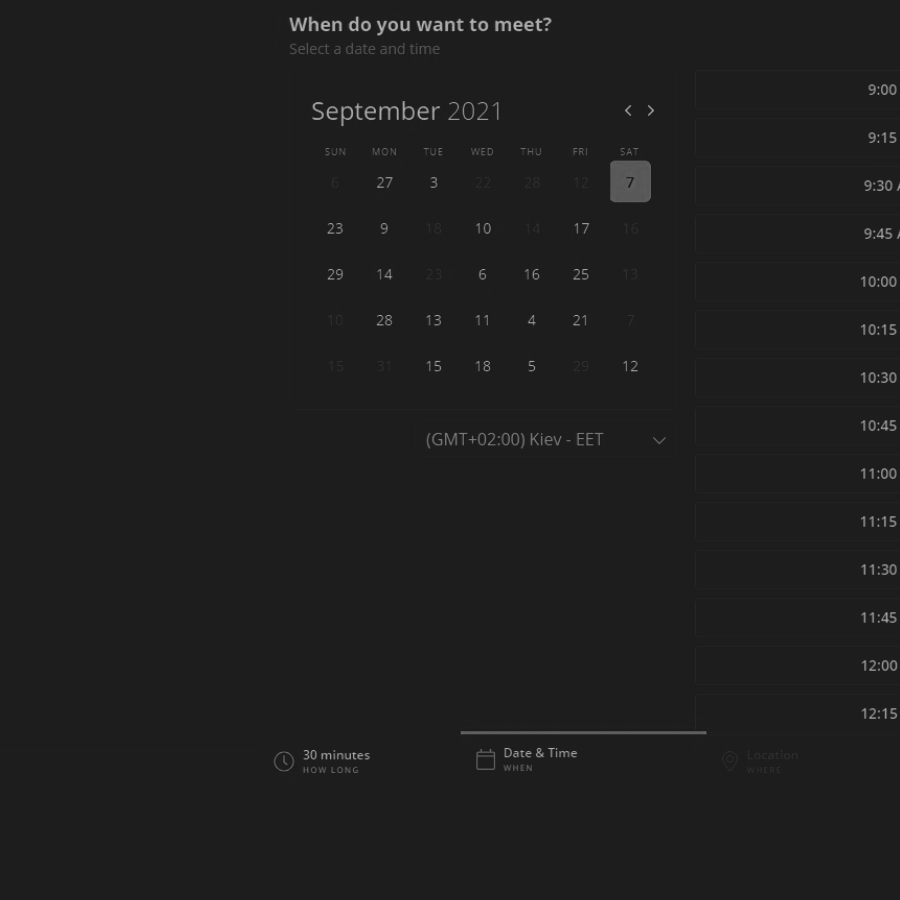 When do you want to meet?
Select a date and time
September 2021
SUN MON TUE WED THU FRI SAT
6 27 3 22 28 12 7
23 9 18 10 14 17 16
29 14 23 6 16 25 13
10 28 13 11 4 21 7
15 31 15 18 5 29 12
(GMT+02:00) Kiev - EET
9:00
9:15
9:30 A
9:45 A
10:00
10:15
10:30
10:45
11:00
11:15
11:30
11:45
12:00
12:15
30 minutes
HOW LONG
Date & Time
WHEN
Location
WHERE